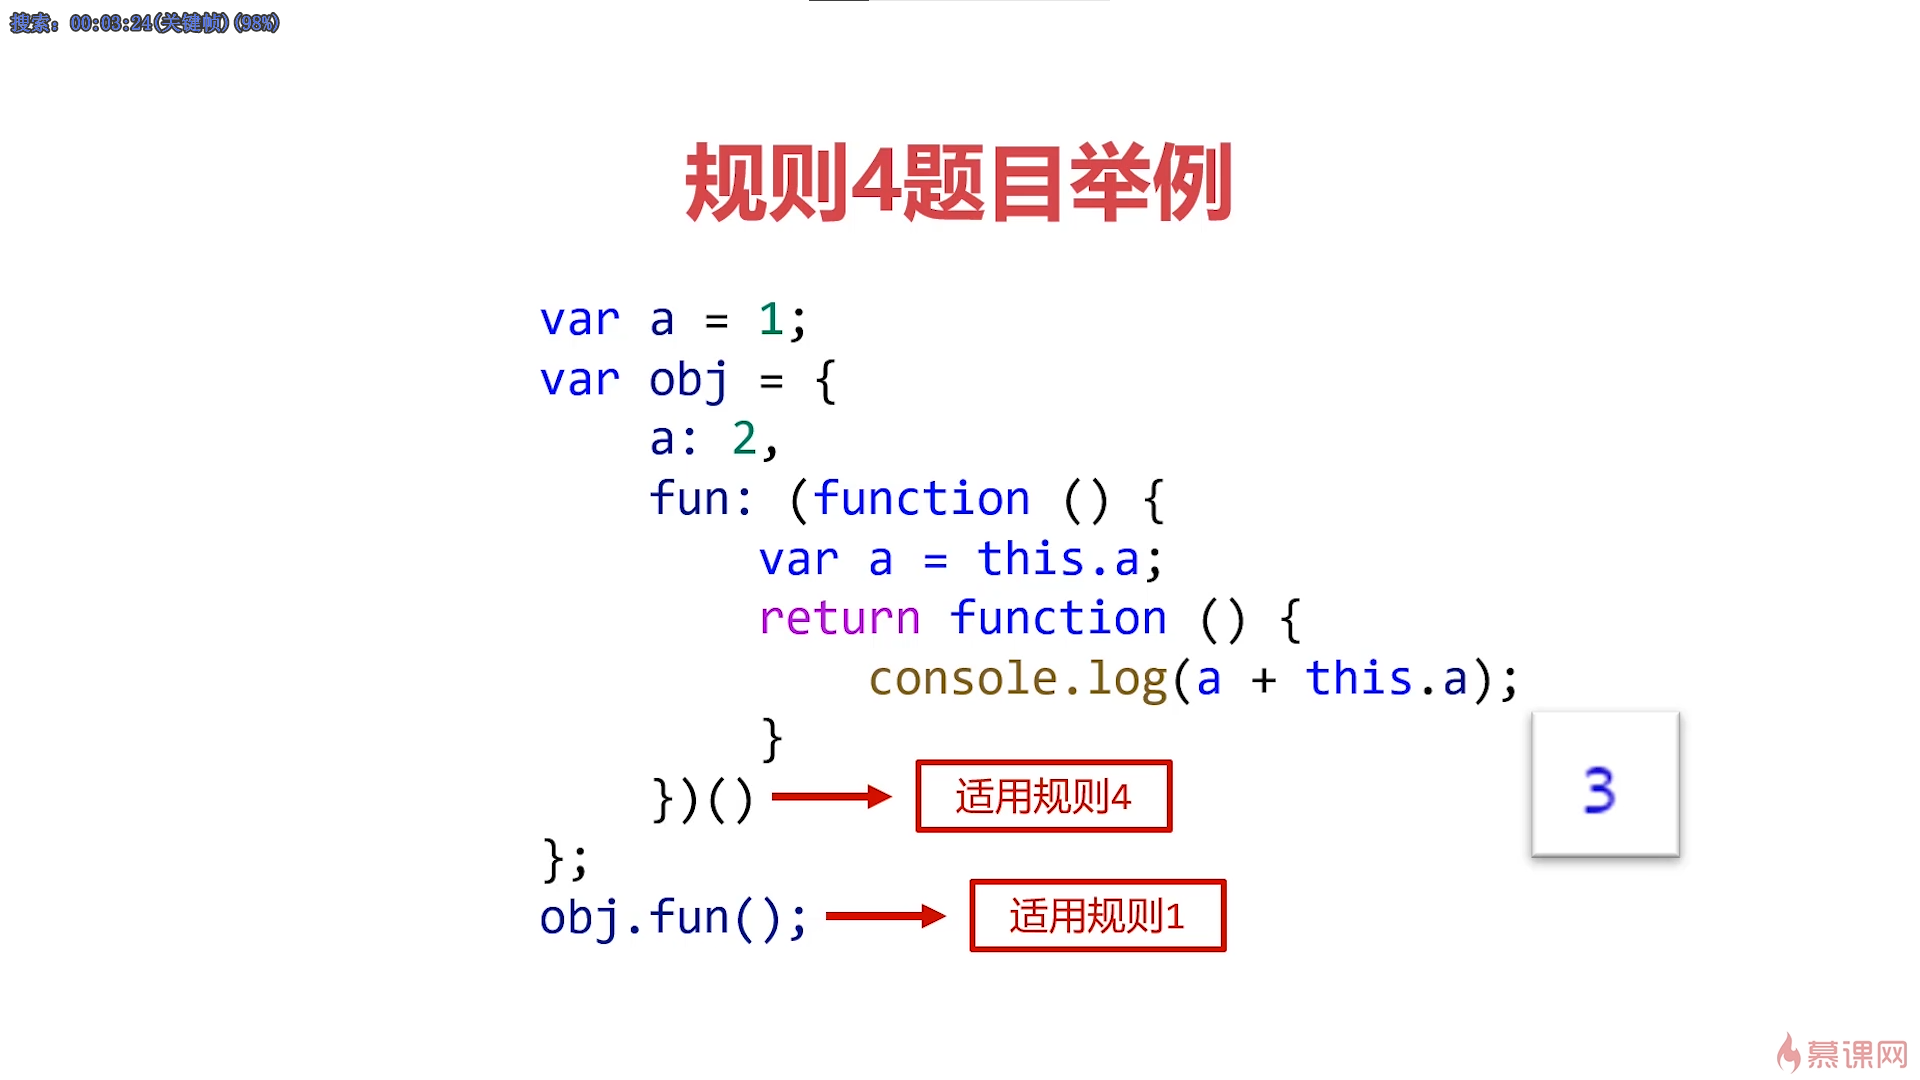 搜索: 00:03:24(关键帧)(98%)
规则4题目举例
var a = 1;
var obj = {
    a: 2,
    fun: (function () {
        var a = this.a;
        return function () {
            console.log(a + this.a);
        }
    })()
适用规则4
3
};
obj.fun();
适用规则1
慕课网